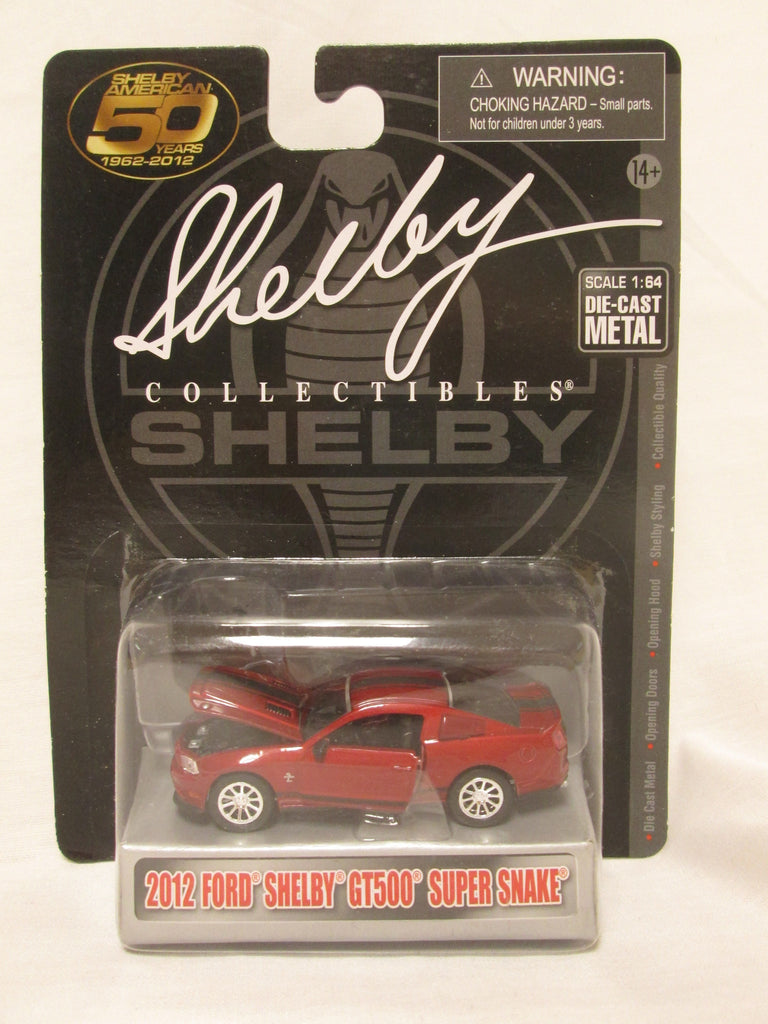 SHELBY
AMERICAN
50
YEARS
1962-2012
WARNING:
CHOKING HAZARD – Small parts.
Not for children under 3 years.
14+
Shelby
SCALE 1:64
DIE-CAST
METAL
COLLECTIBLES®
SHELBY
• Die Cast Metal • Opening Doors • Opening Hood • Shelby Styling • Collectible Quality
2012 FORD® SHELBY® GT500® SUPER SNAKE®